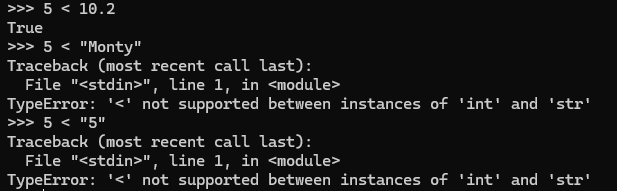 >>> 5 < 10.2
True
>>> 5 < "Monty"
Traceback (most recent call last):
  File "<stdin>", line 1, in <module>
TypeError: '<' not supported between instances of 'int' and 'str'
>>> 5 < "5"
Traceback (most recent call last):
  File "<stdin>", line 1, in <module>
TypeError: '<' not supported between instances of 'int' and 'str'